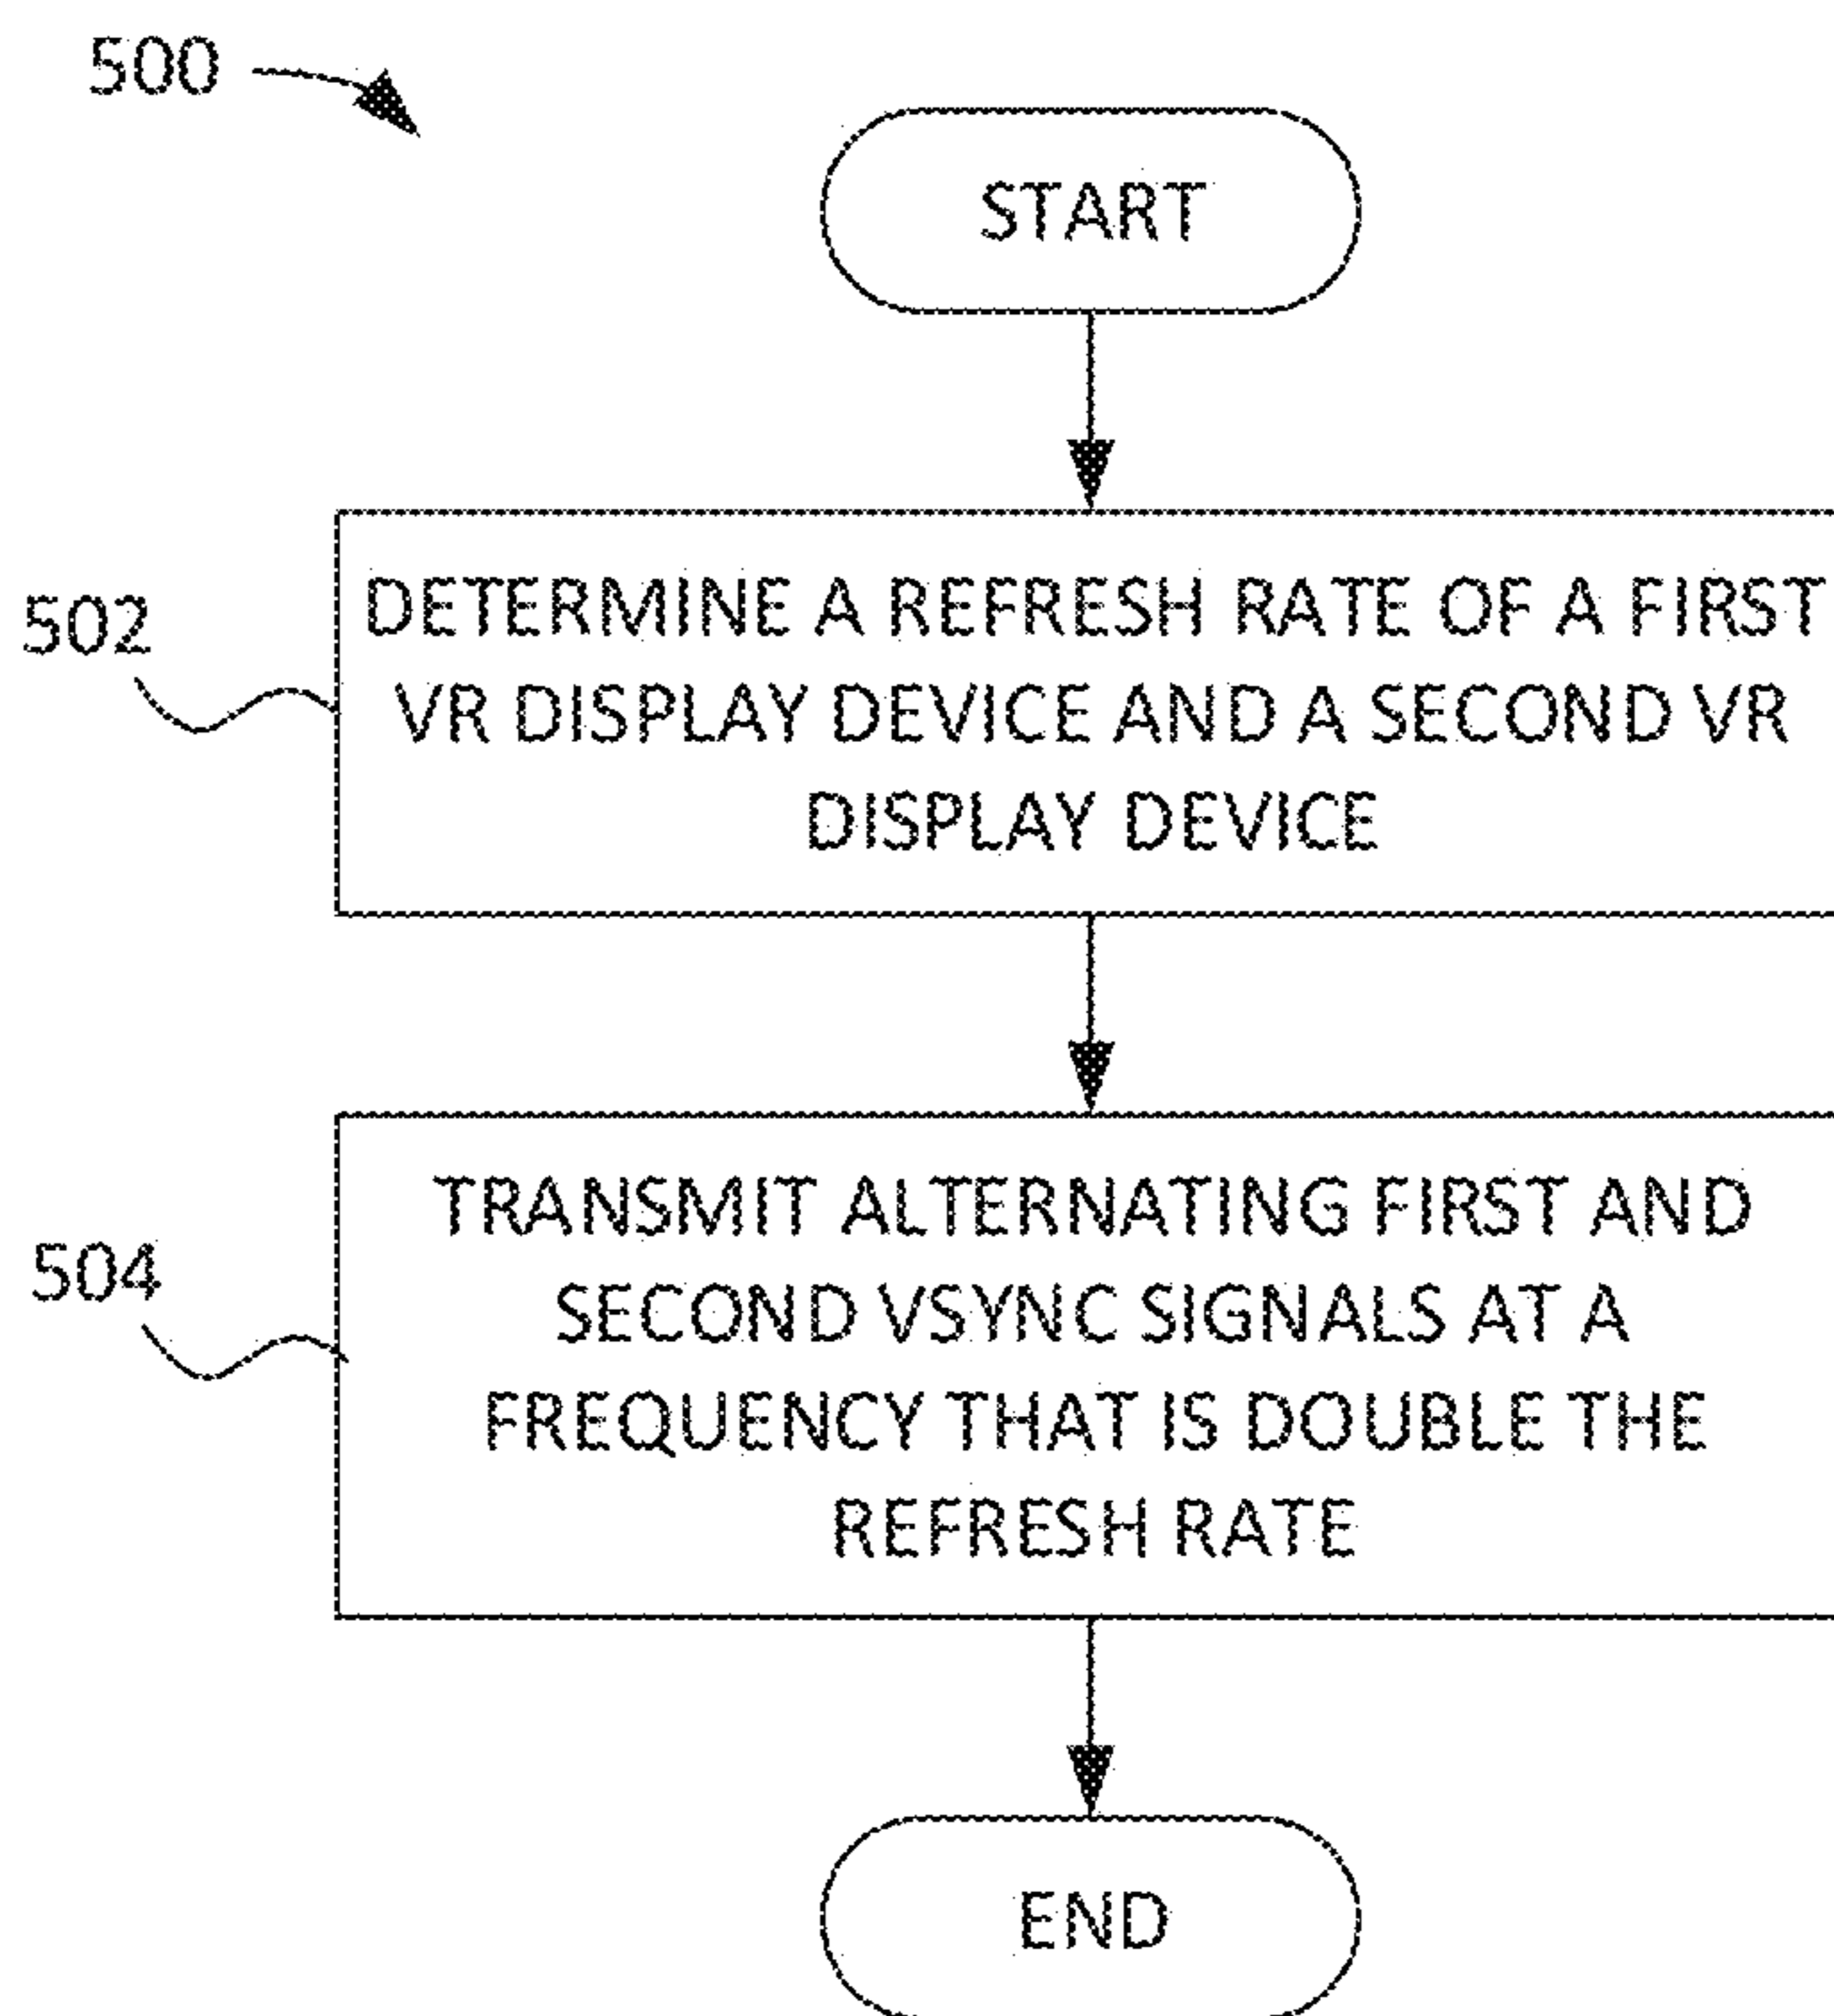 500
START
502
DETERMINE A REFRESH RATE OF A FIRST
VR DISPLAY DEVICE AND A SECOND VR
DISPLAY DEVICE
504
TRANSMIT ALTERNATING FIRST AND
SECOND VSYNC SIGNALS AT A
FREQUENCY THAT IS DOUBLE THE
REFRESH RATE
END